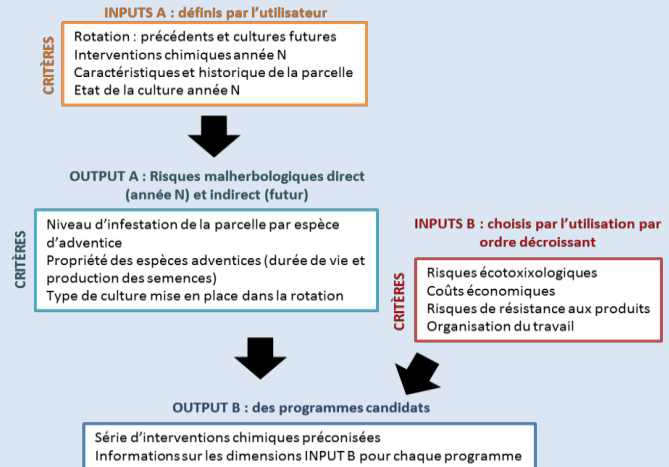 INPUTS A : définis par l'utilisateur
CRITÈRES
Rotation : précédents et cultures futures
Interventions chimiques année N
Caractéristiques et historique de la parcelle
Etat de la culture année N
OUTPUT A : Risques malherbologiques direct
(année N) et indirect (futur)
CRITÈRES
Niveau d'infestation de la parcelle par espèce
d'adventice
Propriété des espèces adventices (durée de vie et
production des semences)
Type de culture mise en place dans la rotation
INPUTS B : choisis par l'utilisation par
ordre décroissant
CRITÈRES
Risques écotoxixologiques
Coûts économiques
Risques de résistance aux produits
Organisation du travail
OUTPUT B : des programmes candidats
Série d'interventions chimiques préconisées
Informations sur les dimensions INPUT B pour chaque programme